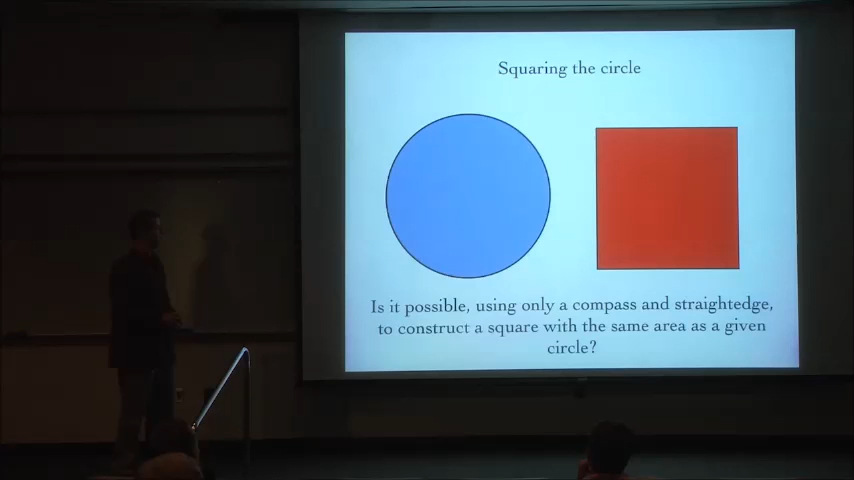 Squaring the circle
Is it possible, using only a compass and straightedge,
to construct a square with the same area as a given
circle?